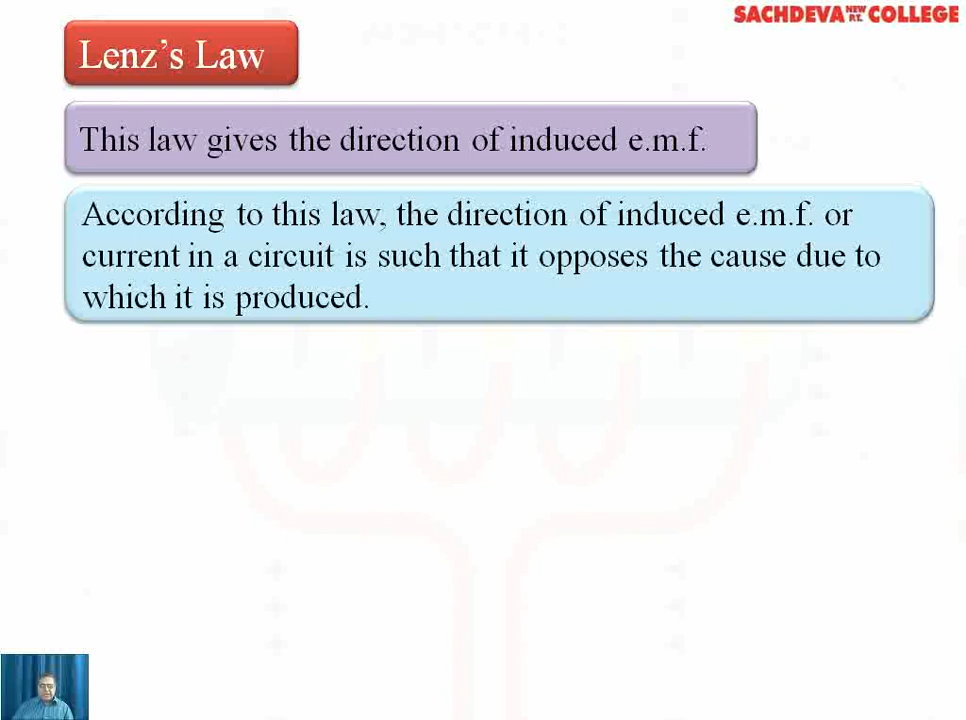 SACHDEVA NEW P.T. COLLEGE
Lenz's Law
This law gives the direction of induced e.m.f.
According to this law, the direction of induced e.m.f. or
current in a circuit is such that it opposes the cause due to
which it is produced.